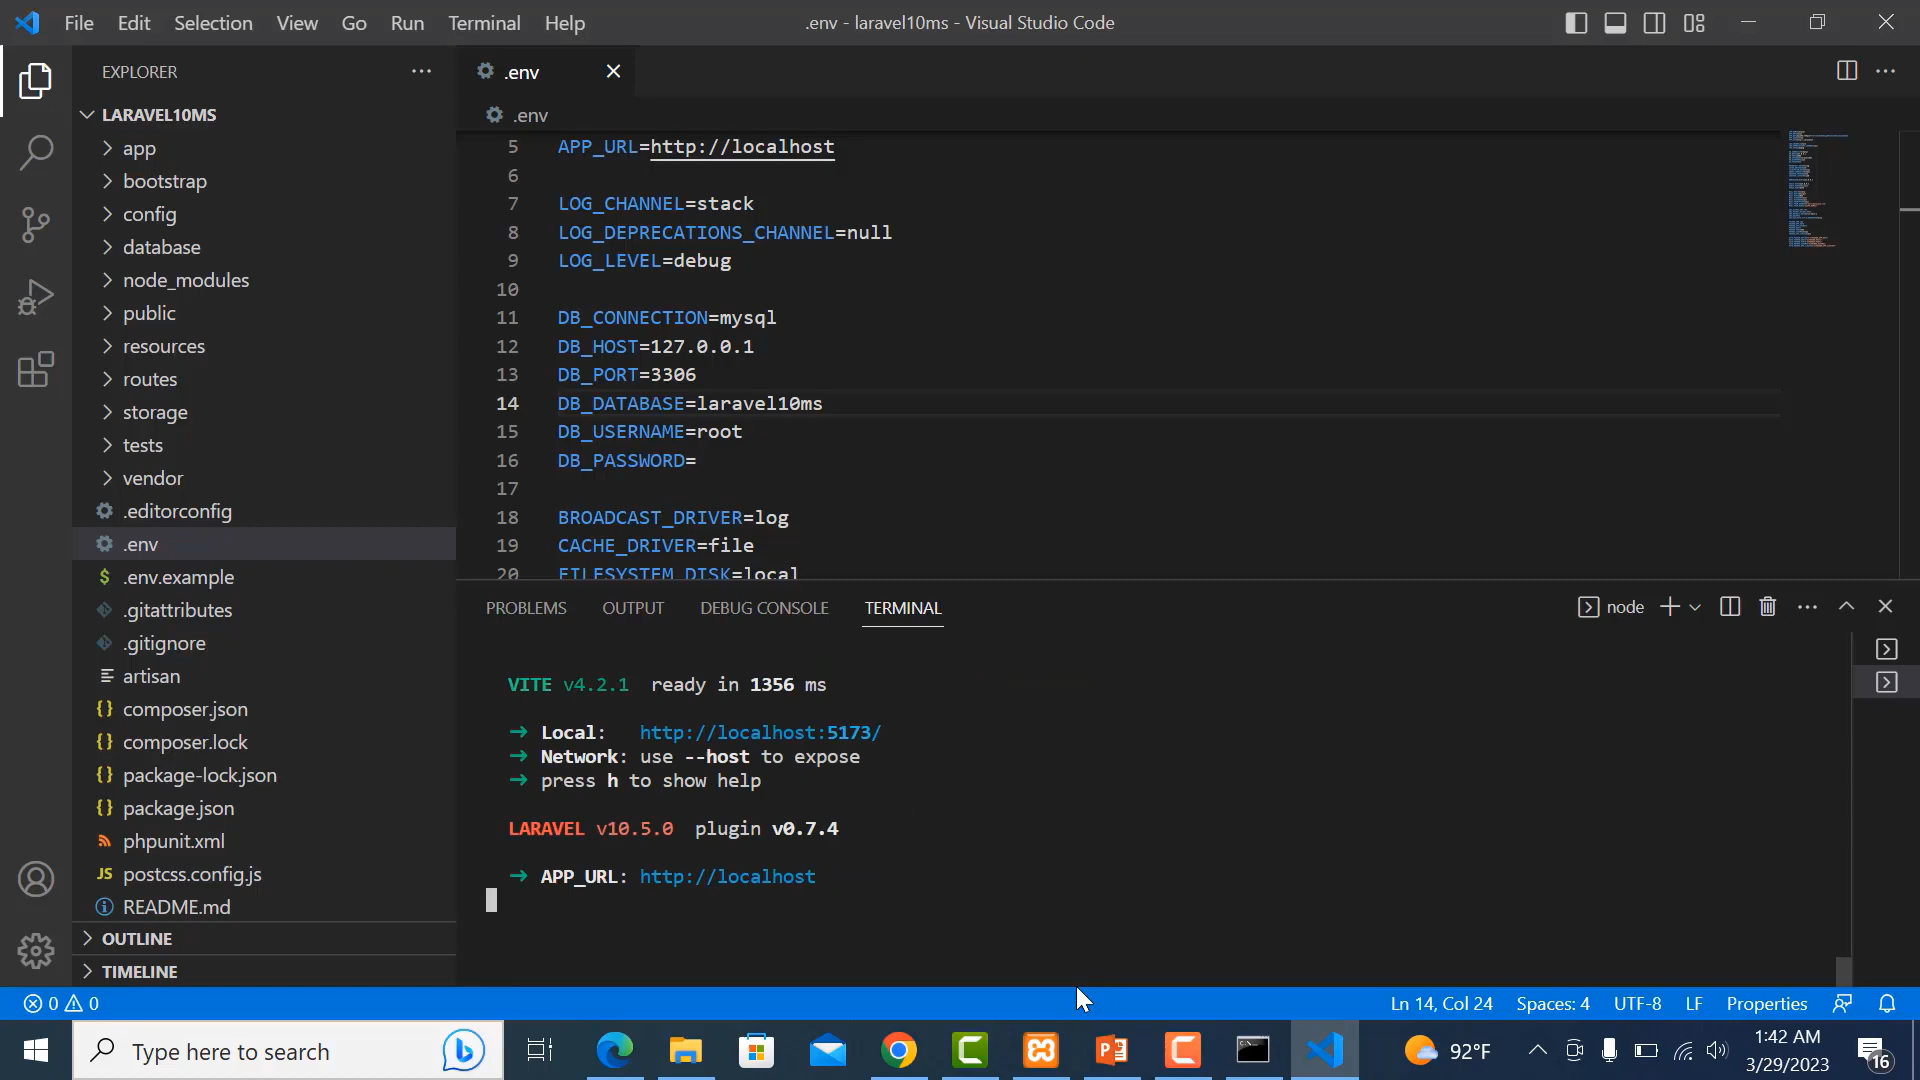 File Edit Selection View Go Run Terminal Help
.env - laravel10ms - Visual Studio Code
EXPLORER
LARAVEL10MS
app
bootstrap
config
database
node_modules
public
resources
routes
storage
tests
vendor
.editorconfig
.env
.env.example
.gitattributes
.gitignore
artisan
composer.json
composer.lock
package-lock.json
package.json
phpunit.xml
postcss.config.js
README.md
OUTLINE
TIMELINE
.env
.env
5 APP_URL=http://localhost
6
7 LOG_CHANNEL=stack
8 LOG_DEPRECATIONS_CHANNEL=null
9 LOG_LEVEL=debug
10
11 DB_CONNECTION=mysql
12 DB_HOST=127.0.0.1
13 DB_PORT=3306
14 DB_DATABASE=laravel10ms
15 DB_USERNAME=root
16 DB_PASSWORD=
17
18 BROADCAST_DRIVER=log
19 CACHE_DRIVER=file
20 FILESYSTEM_DISK=local
PROBLEMS OUTPUT DEBUG CONSOLE TERMINAL
node
VITE v4.2.1 ready in 1356 ms
➜ Local: http://localhost:5173/
➜ Network: use --host to expose
➜ press h to show help
LARAVEL v10.5.0 plugin v0.7.4
➜ APP_URL: http://localhost
0 0
Ln 14, Col 24 Spaces: 4 UTF-8 LF Properties
Type here to search
92°F
1:42 AM
3/29/2023
16